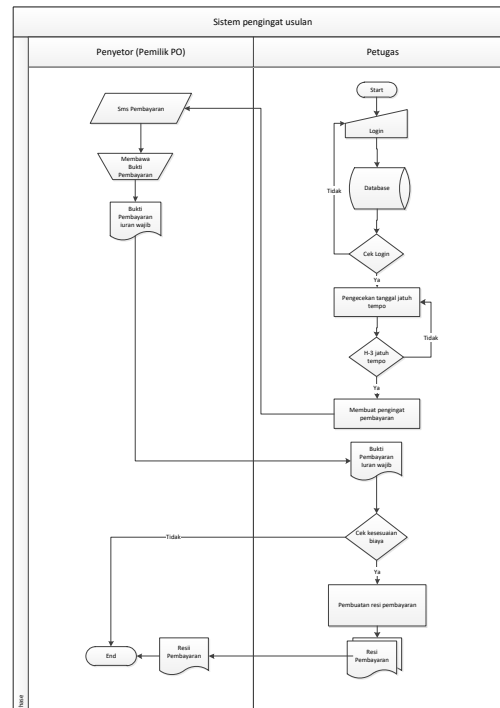 Sistem pengingat usulan
Penyetor (Pemilik PO)
Petugas
Start
Sms Pembayaran
Login
Membawa
Bukti
Pembayaran
Tidak
Database
Bukti
Pembayaran
iuran wajib
Cek Login
Ya
Pengecekan tanggal jatuh
tempo
Tidak
H-3 jatuh
tempo
Ya
Membuat pengingat
pembayaran
Bukti
Pembayaran
Iuran wajib
Cek kesesuaian
biaya
Tidak
Ya
Pembuatan resi pembayaran
End
Resii
Pembayaran
Resi
Pembayaran
hase